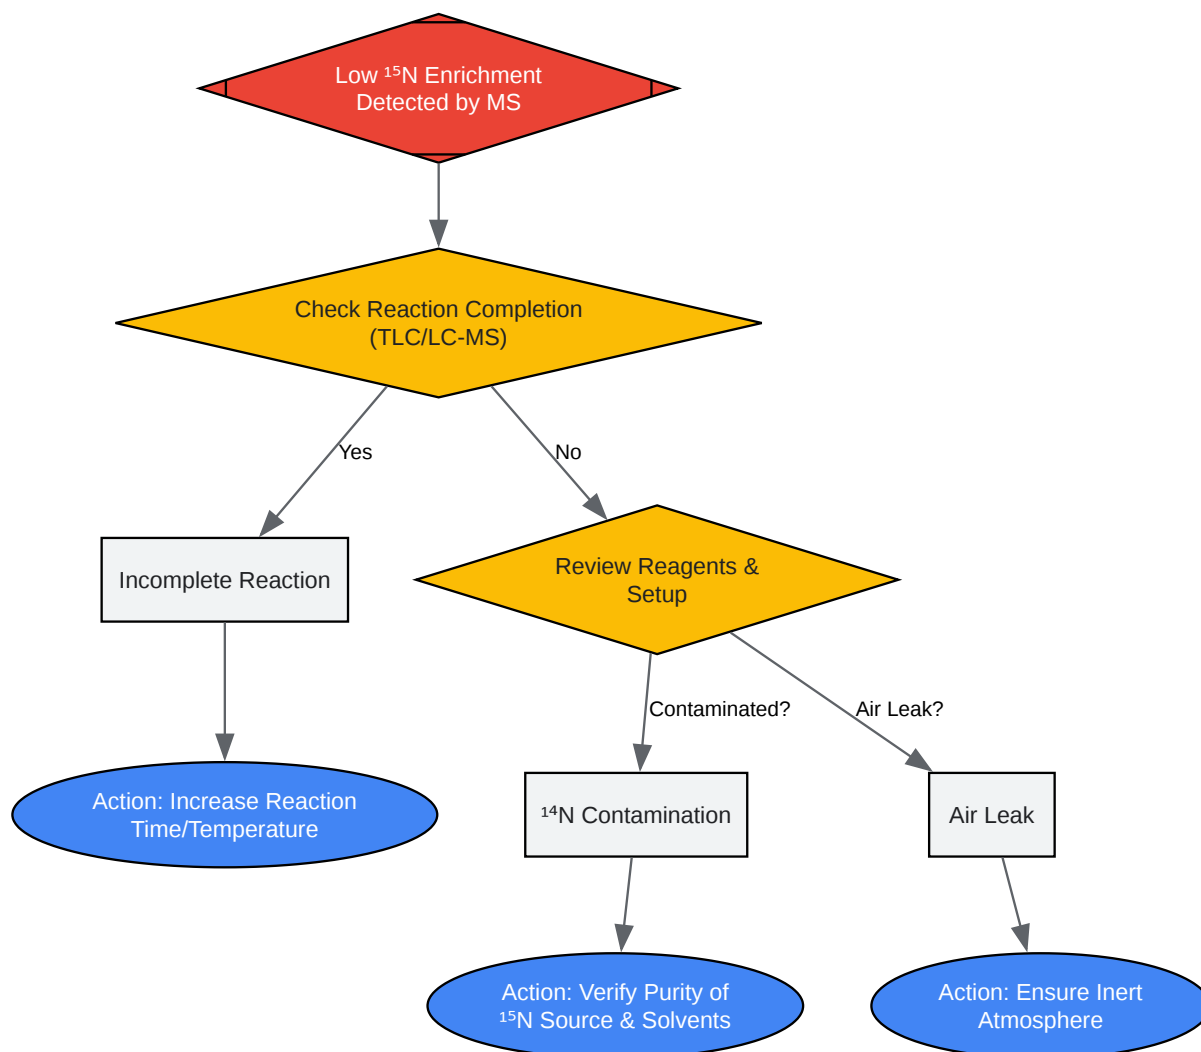 Low ¹⁵N Enrichment
Detected by MS
Check Reaction Completion
(TLC/LC-MS)
Yes
No
Incomplete Reaction
Review Reagents &
Setup
Contaminated?
Air Leak?
Action: Increase Reaction
Time/Temperature
¹⁴N Contamination
Air Leak
Action: Verify Purity of
¹⁵N Source & Solvents
Action: Ensure Inert
Atmosphere